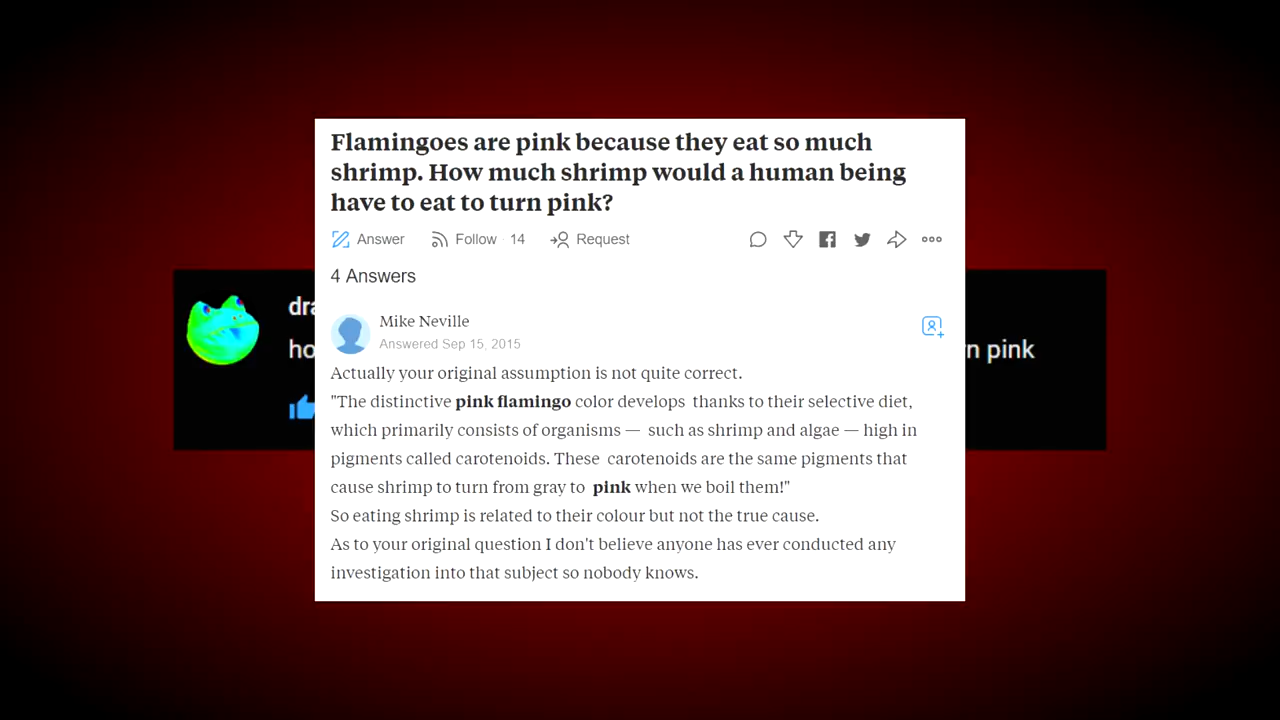 Flamingoes are pink because they eat so much
shrimp. How much shrimp would a human being
have to eat to turn pink?
Answer Follow 14 Request
4 Answers
Mike Neville
Answered Sep 15, 2015
Actually your original assumption is not quite correct.
"The distinctive pink flamingo color develops thanks to their selective diet,
which primarily consists of organisms — such as shrimp and algae — high in
pigments called carotenoids. These carotenoids are the same pigments that
cause shrimp to turn from gray to pink when we boil them!"
So eating shrimp is related to their colour but not the true cause.
As to your original question I don't believe anyone has ever conducted any
investigation into that subject so nobody knows.
pink